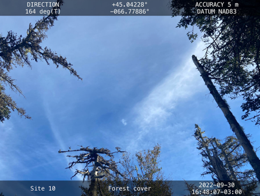 DIRECTION
164 deg(T)
+45.04228°
-066.77886°
ACCURACY 5 m
DATUM NAD83
Site 10
Forest cover
2022-09-30
16:48:07-03:00